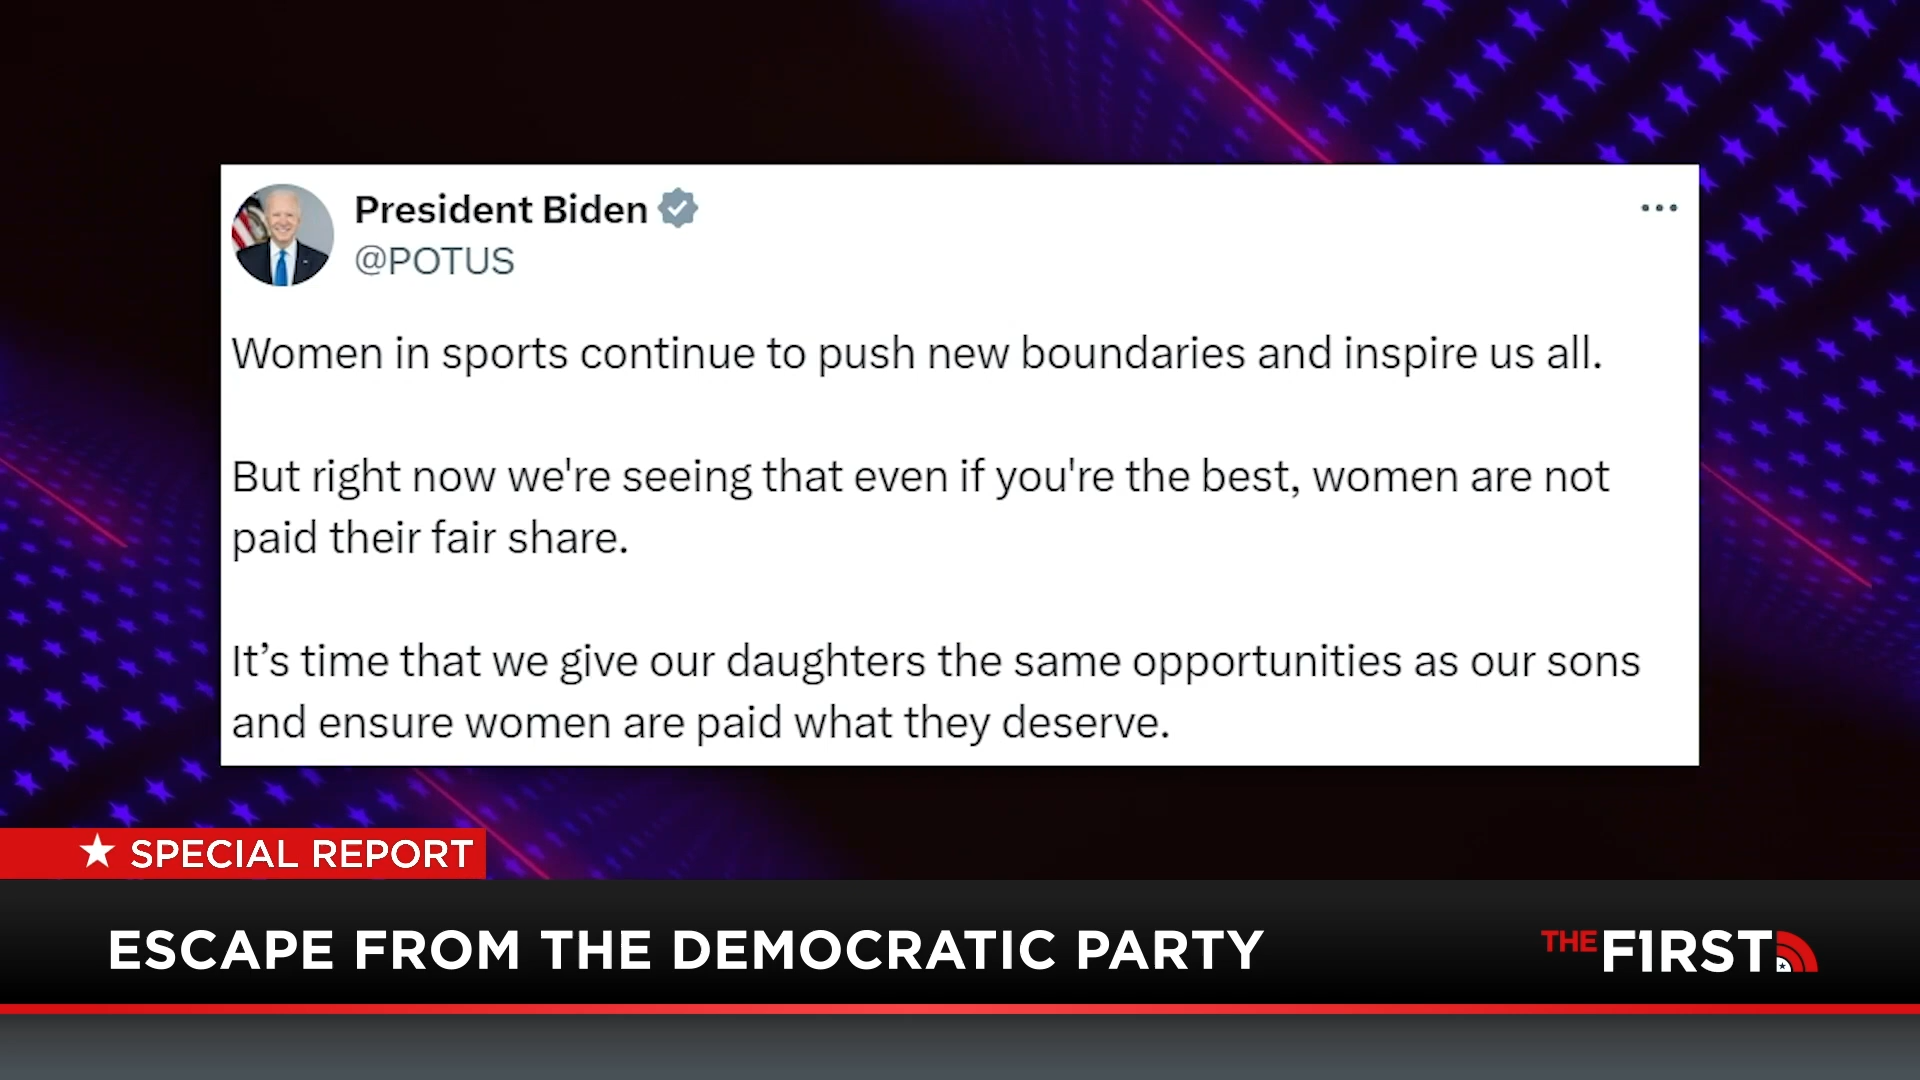 President Biden
@POTUS
Women in sports continue to push new boundaries and inspire us all.
But right now we're seeing that even if you're the best, women are not
paid their fair share.
It’s time that we give our daughters the same opportunities as our sons
and ensure women are paid what they deserve.
SPECIAL REPORT
ESCAPE FROM THE DEMOCRATIC PARTY
THE F1RST